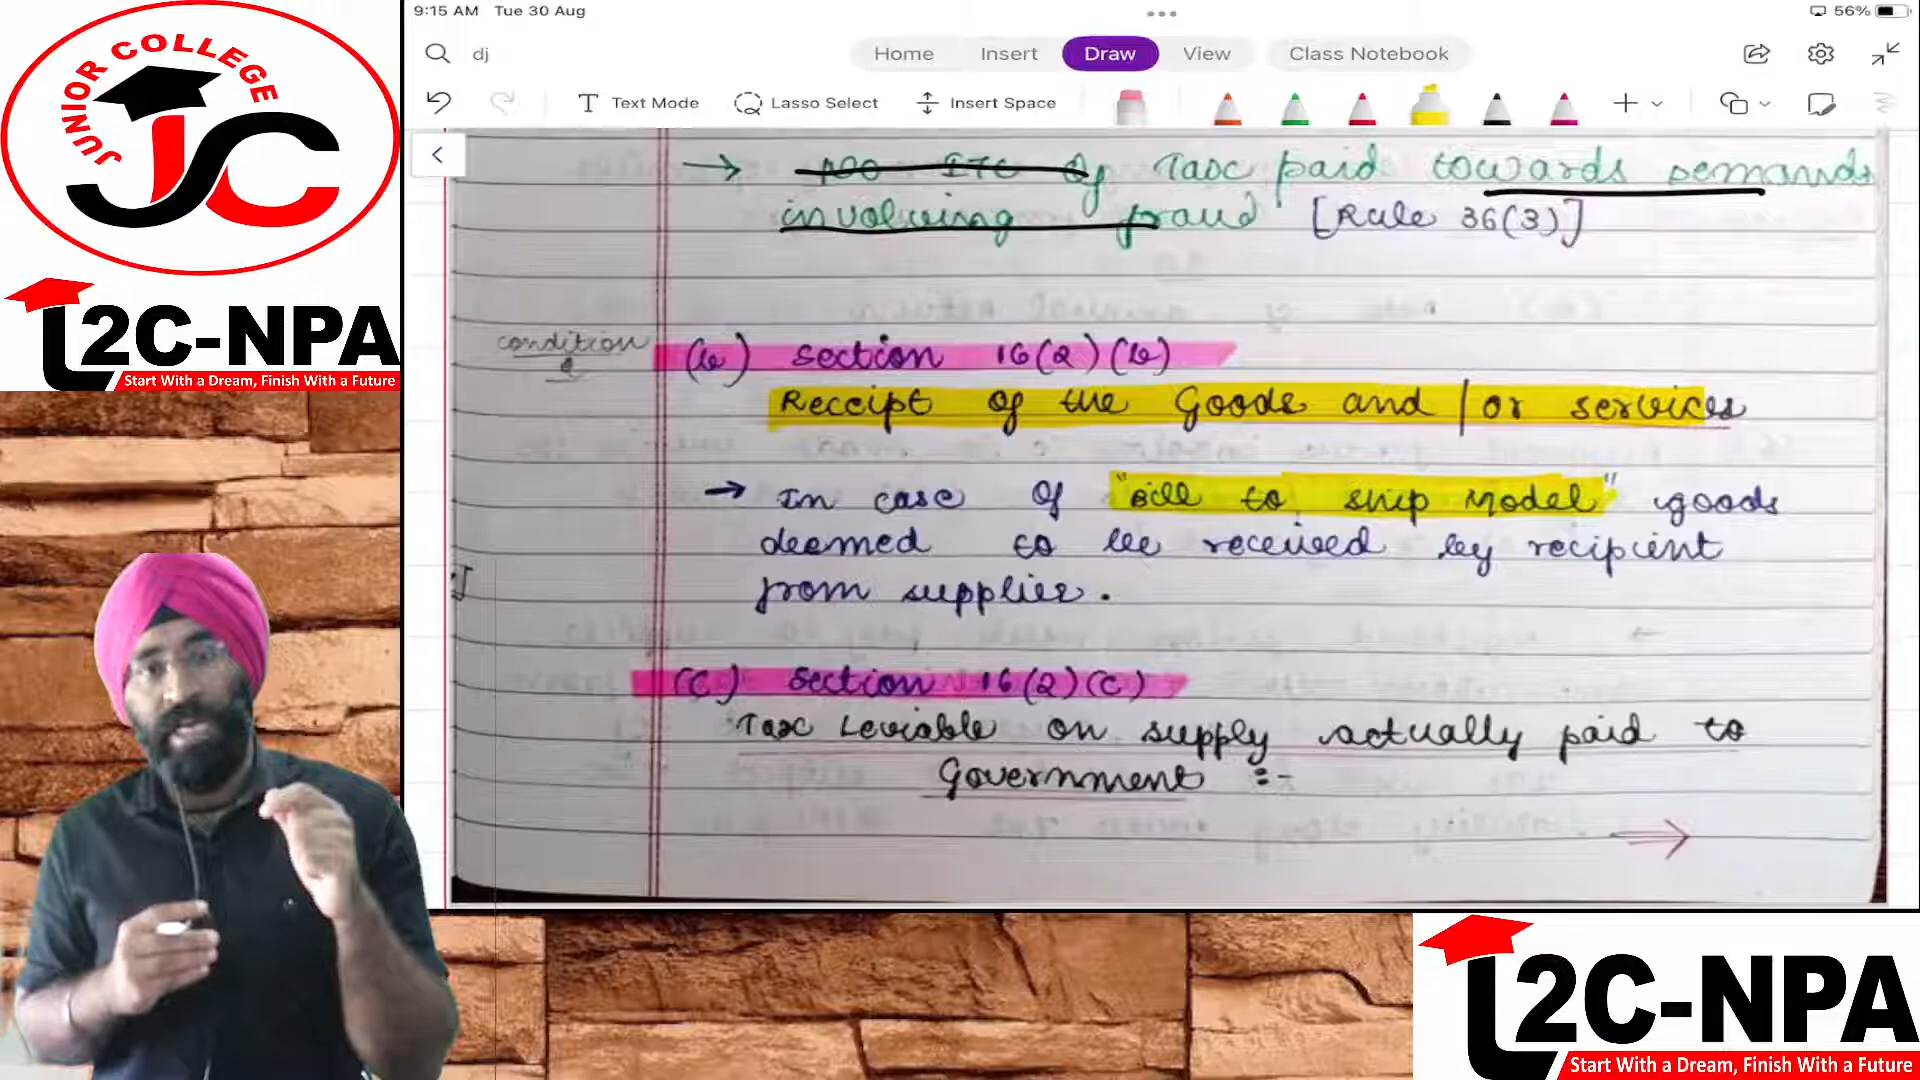 JUNIOR COLLEGE
JC
L2C-NPA
Start With a Dream, Finish With a Future
9:15 AM Tue 30 Aug
56%
dj
Home Insert Draw View Class Notebook
Text Mode Lasso Select Insert Space
→ No ITC of Tax paid towards demands
involving fraud [Rule 36(3)]
condition
(b) Section 16(2)(b)
Receipt of the Goods and / or services
→ In case of "Bill to ship Model" goods
deemed to be received by recipient
from supplier.
(C) Section 16(2)(C)
Tax Leviable on supply actually paid to
Government :-
L2C-NPA
Start With a Dream, Finish With a Future